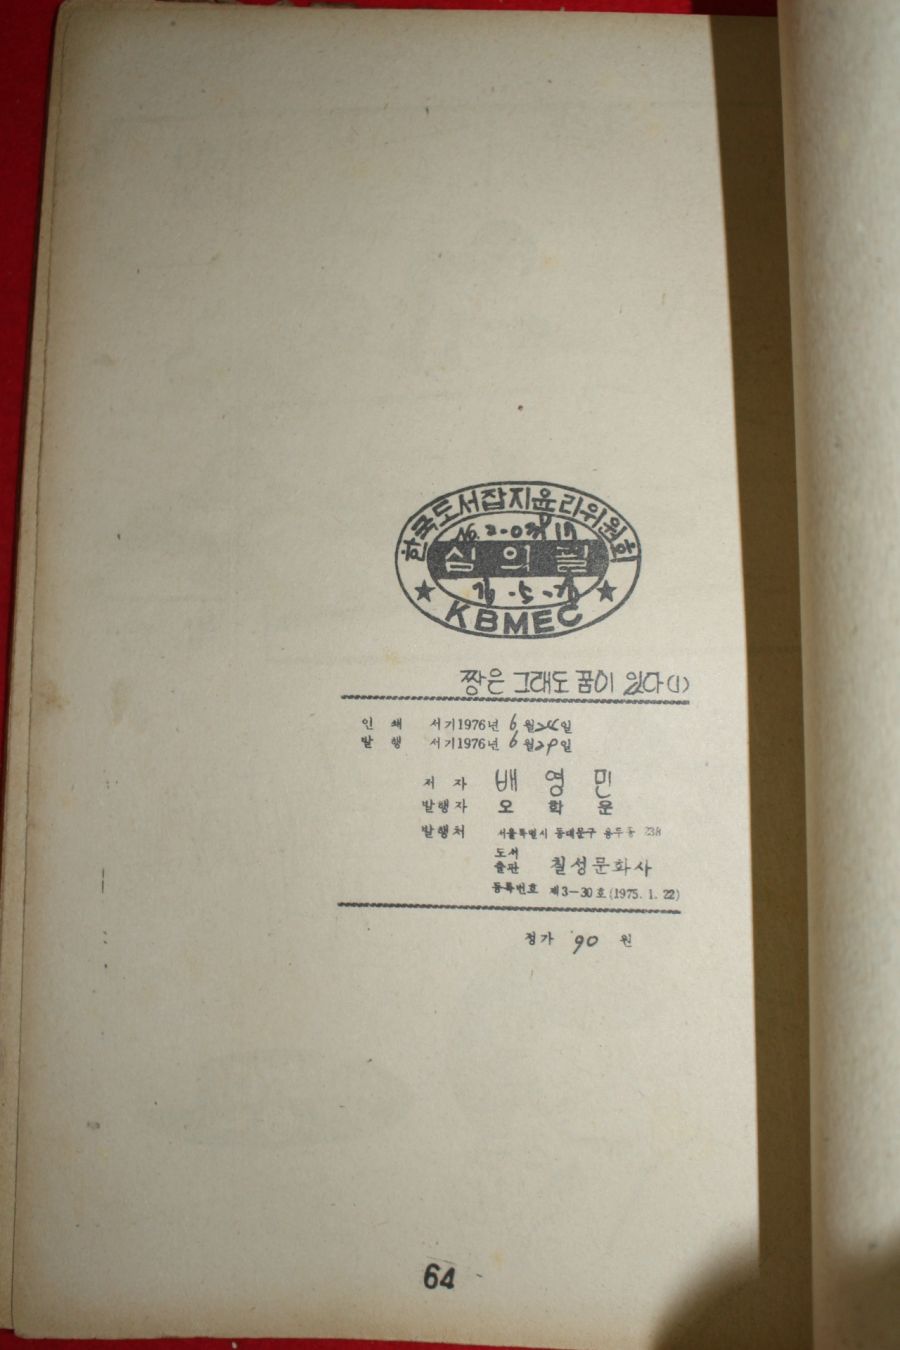 한국도서잡지윤리위원회
심의필
76.5.
★ KBMEC ★
짱은 그래도 꿈이 있다(1)
인 쇄 서기1976년 6월24일
발 행 서기1976년 6월29일
저 자 배 영 민
발행자 오 학 운
발행처 서울특별시 동대문구 용두동 238
도서
출판 칠성문화사
등록번호 제3-30호(1975. 1. 22)
정가 90 원
64